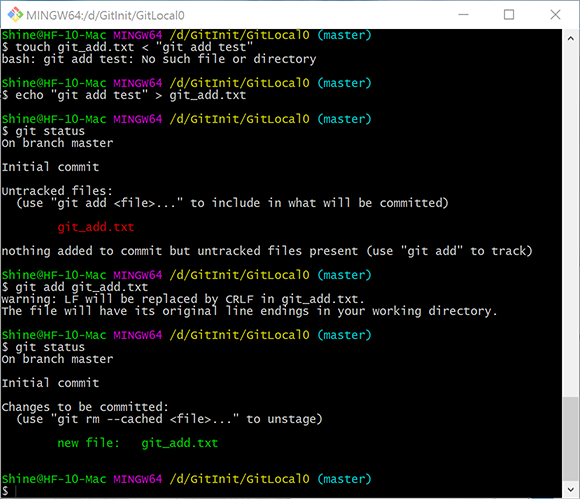 MINGW64:/d/GitInit/GitLocal0
Shine@HF-10-Mac MINGW64 /d/GitInit/GitLocal0 (master)
$ touch git_add.txt < "git add test"
bash: git add test: No such file or directory
Shine@HF-10-Mac MINGW64 /d/GitInit/GitLocal0 (master)
$ echo "git add test" > git_add.txt
Shine@HF-10-Mac MINGW64 /d/GitInit/GitLocal0 (master)
$ git status
On branch master
Initial commit
Untracked files:
  (use "git add <file>..." to include in what will be committed)
        git_add.txt
nothing added to commit but untracked files present (use "git add" to track)
Shine@HF-10-Mac MINGW64 /d/GitInit/GitLocal0 (master)
$ git add git_add.txt
warning: LF will be replaced by CRLF in git_add.txt.
The file will have its original line endings in your working directory.
Shine@HF-10-Mac MINGW64 /d/GitInit/GitLocal0 (master)
$ git status
On branch master
Initial commit
Changes to be committed:
  (use "git rm --cached <file>..." to unstage)
        new file:   git_add.txt
Shine@HF-10-Mac MINGW64 /d/GitInit/GitLocal0 (master)
$